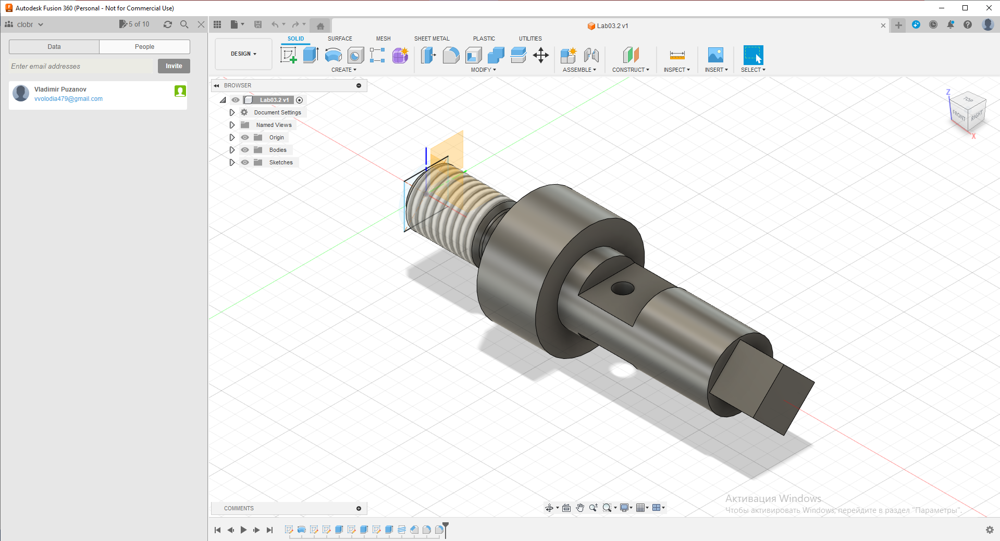 Autodesk Fusion 360 (Personal - Not for Commercial Use)
clobr
5 of 10
Lab03.2 v1
Data
People
Enter email addresses
Invite
Vladimir Puzanov
vvolodia479@gmail.com
DESIGN
SOLID
SURFACE
MESH
SHEET METAL
PLASTIC
UTILITIES
CREATE
MODIFY
ASSEMBLE
CONSTRUCT
INSPECT
INSERT
SELECT
BROWSER
Lab03.2 v1
Document Settings
Named Views
Origin
Bodies
Sketches
Z
TOP
FRONT
RIGHT
X
COMMENTS
Активация Windows
Чтобы активировать Windows, перейдите в раздел "Параметры".